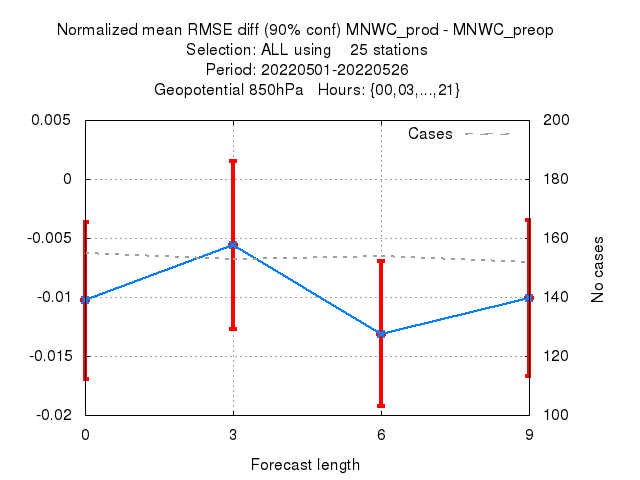 Normalized mean RMSE diff (90% conf) MNWC_prod - MNWC_preop
Selection: ALL using    25 stations
Period: 20220501-20220526
Geopotential 850hPa   Hours: {00,03,...,21}
0.005
0
-0.005
-0.01
-0.015
-0.02
Cases
200
180
160
140
120
100
No cases
0 3 6 9
Forecast length